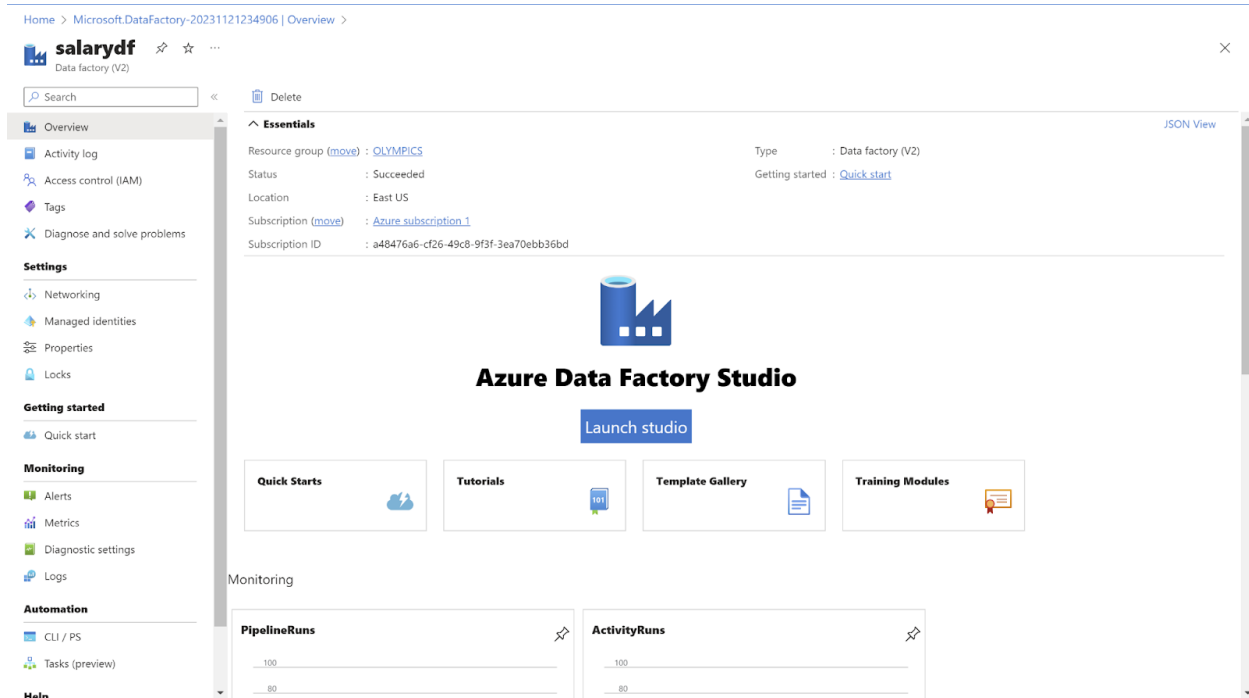 Home > Microsoft.DataFactory-20231121234906 | Overview >
salarydf
Data factory (V2)
Search
Overview
Activity log
Access control (IAM)
Tags
Diagnose and solve problems
Settings
Networking
Managed identities
Properties
Locks
Getting started
Quick start
Monitoring
Alerts
Metrics
Diagnostic settings
Logs
Automation
CLI / PS
Tasks (preview)
Help
Delete
Essentials
JSON View
Resource group (move) : OLYMPICS
Status : Succeeded
Location : East US
Subscription (move) : Azure subscription 1
Subscription ID : a48476a6-cf26-49c8-9f3f-3ea70ebb36bd
Type : Data factory (V2)
Getting started : Quick start
Azure Data Factory Studio
Launch studio
Quick Starts
Tutorials
101
Template Gallery
Training Modules
Monitoring
PipelineRuns
100
80
ActivityRuns
100
80